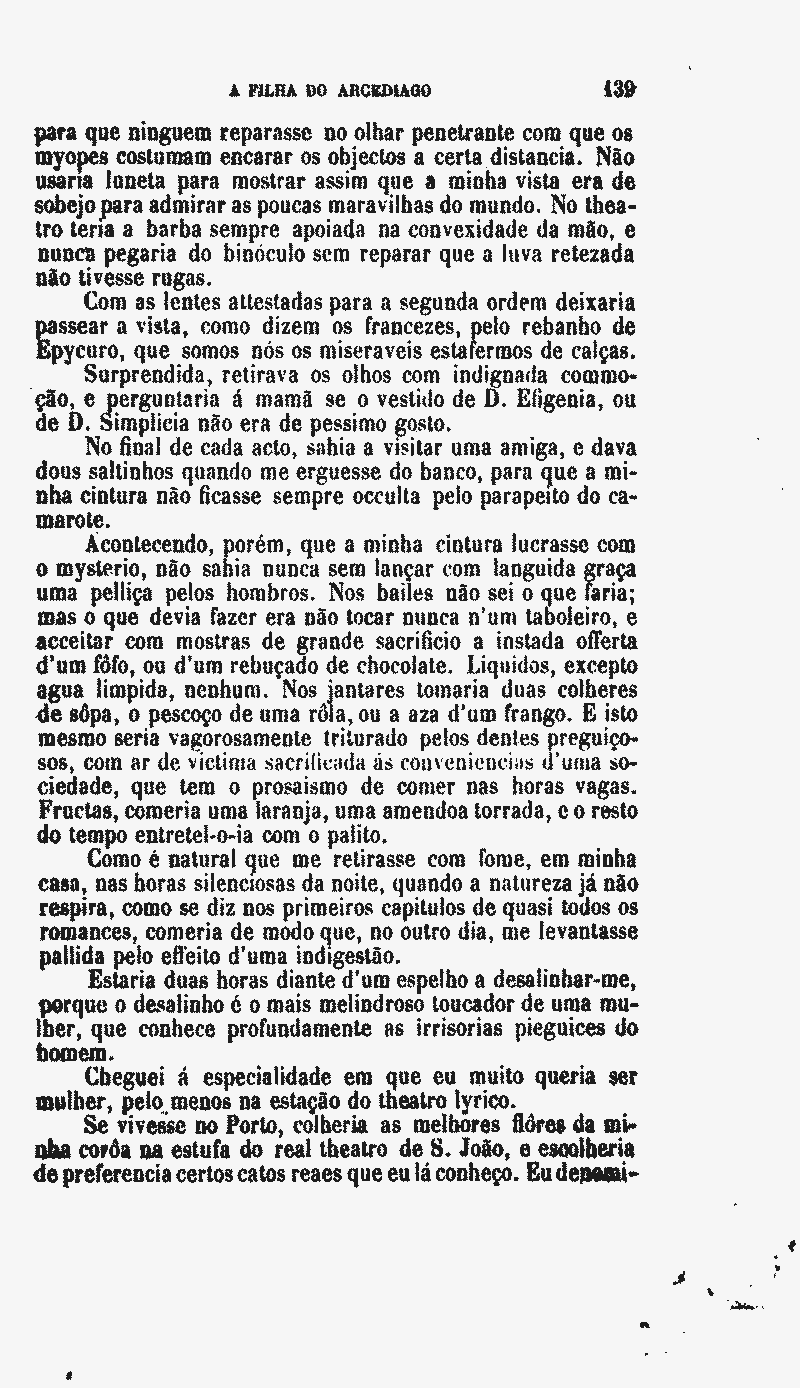 A FILHA DO ARCEDIAGO 139
para que ninguem reparasse no olhar penetrante com que os
myopes costumam encarar os objectos a certa distancia. Não
usaria luneta para mostrar assim que a minha vista era de
sobejo para admirar as poucas maravilhas do mundo. No thea-
tro teria a barba sempre apoiada na convexidade da mão, e
nunca pegaria do binóculo sem reparar que a luva retezada
não tivesse rugas.
Com as lentes attestadas para a segunda ordem deixaria
passear a vista, como dizem os francezes, pelo rebanho de
Epycuro, que somos nós os miseraveis estafermos de calças.
Surprendida, retirava os olhos com indignada commo-
ção, e perguntaria á mamã se o vestido de D. Efigenia, ou
de D. Simplicia não era de pessimo gosto.
No final de cada acto, sahia a visitar uma amiga, e dava
dous saltinhos quando me erguesse do banco, para que a mi-
nha cintura não ficasse sempre occulta pelo parapeito do ca-
marote.
Acontecendo, porém, que a minha cintura lucrasse com
o mysterio, não sahia nunca sem lançar com languida graça
uma pelliça pelos hombros. Nos bailes não sei o que faria;
mas o que devia fazer era não tocar nunca n'um taboleiro, e
acceitar com mostras de grande sacrificio a instada offerta
d'um fôfo, ou d'um rebuçado de chocolate. Liquidos, excepto
agua limpida, nenhum. Nos jantares tomaria duas colheres
de sôpa, o pescoço de uma rôla, ou a aza d'um frango. E isto
mesmo seria vagorosamente triturado pelos dentes preguiço-
sos, com ar de victima sacrificada ás conveniencias d'uma so-
ciedade, que tem o prosaismo de comer nas horas vagas.
Fructas, comeria uma laranja, uma amendoa torrada, e o resto
do tempo entretel-o-ia com o palito.
Como é natural que me retirasse com fome, em minha
casa, nas horas silenciosas da noite, quando a natureza já não
respira, como se diz nos primeiros capitulos de quasi todos os
romances, comeria de modo que, no outro dia, me levantasse
pallida pelo effeito d'uma indigestão.
Estaria duas horas diante d'um espelho a desalinhar-me,
porque o desalinho é o mais melindroso toucador de uma mu-
lher, que conhece profundamente as irrisorias pieguices do
homem.
Cheguei á especialidade em que eu muito queria ser
mulher, pelo menos na estação do theatro lyrico.
Se vivesse no Porto, colheria as melhores flôres da mi-
nha corôa na estufa do real theatro de S. João, e escolheria
de preferencia certos catos reaes que eu lá conheço. Eu denomi-